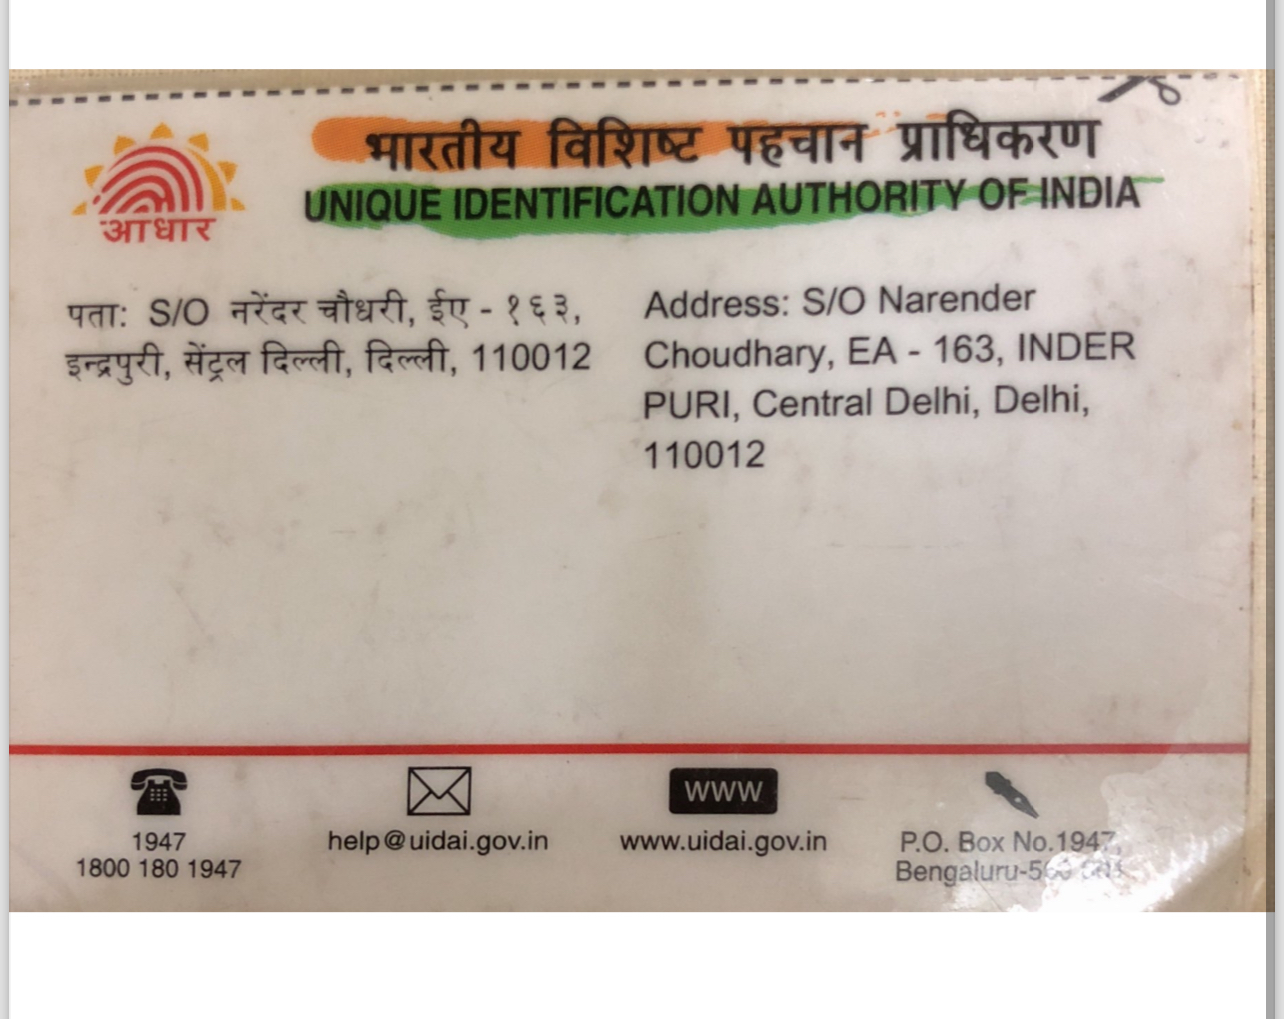 भारतीय विशिष्ट पहचान प्राधिकरण
UNIQUE IDENTIFICATION AUTHORITY OF INDIA
आधार
पता: S/O नरेंदर चौधरी, ईए - १६३,
इन्द्रपुरी, सेंट्रल दिल्ली, दिल्ली, 110012
Address: S/O Narender
Choudhary, EA - 163, INDER
PURI, Central Delhi, Delhi,
110012
1947
1800 180 1947
help@uidai.gov.in
WWW
www.uidai.gov.in
P.O. Box No.1947,
Bengaluru-